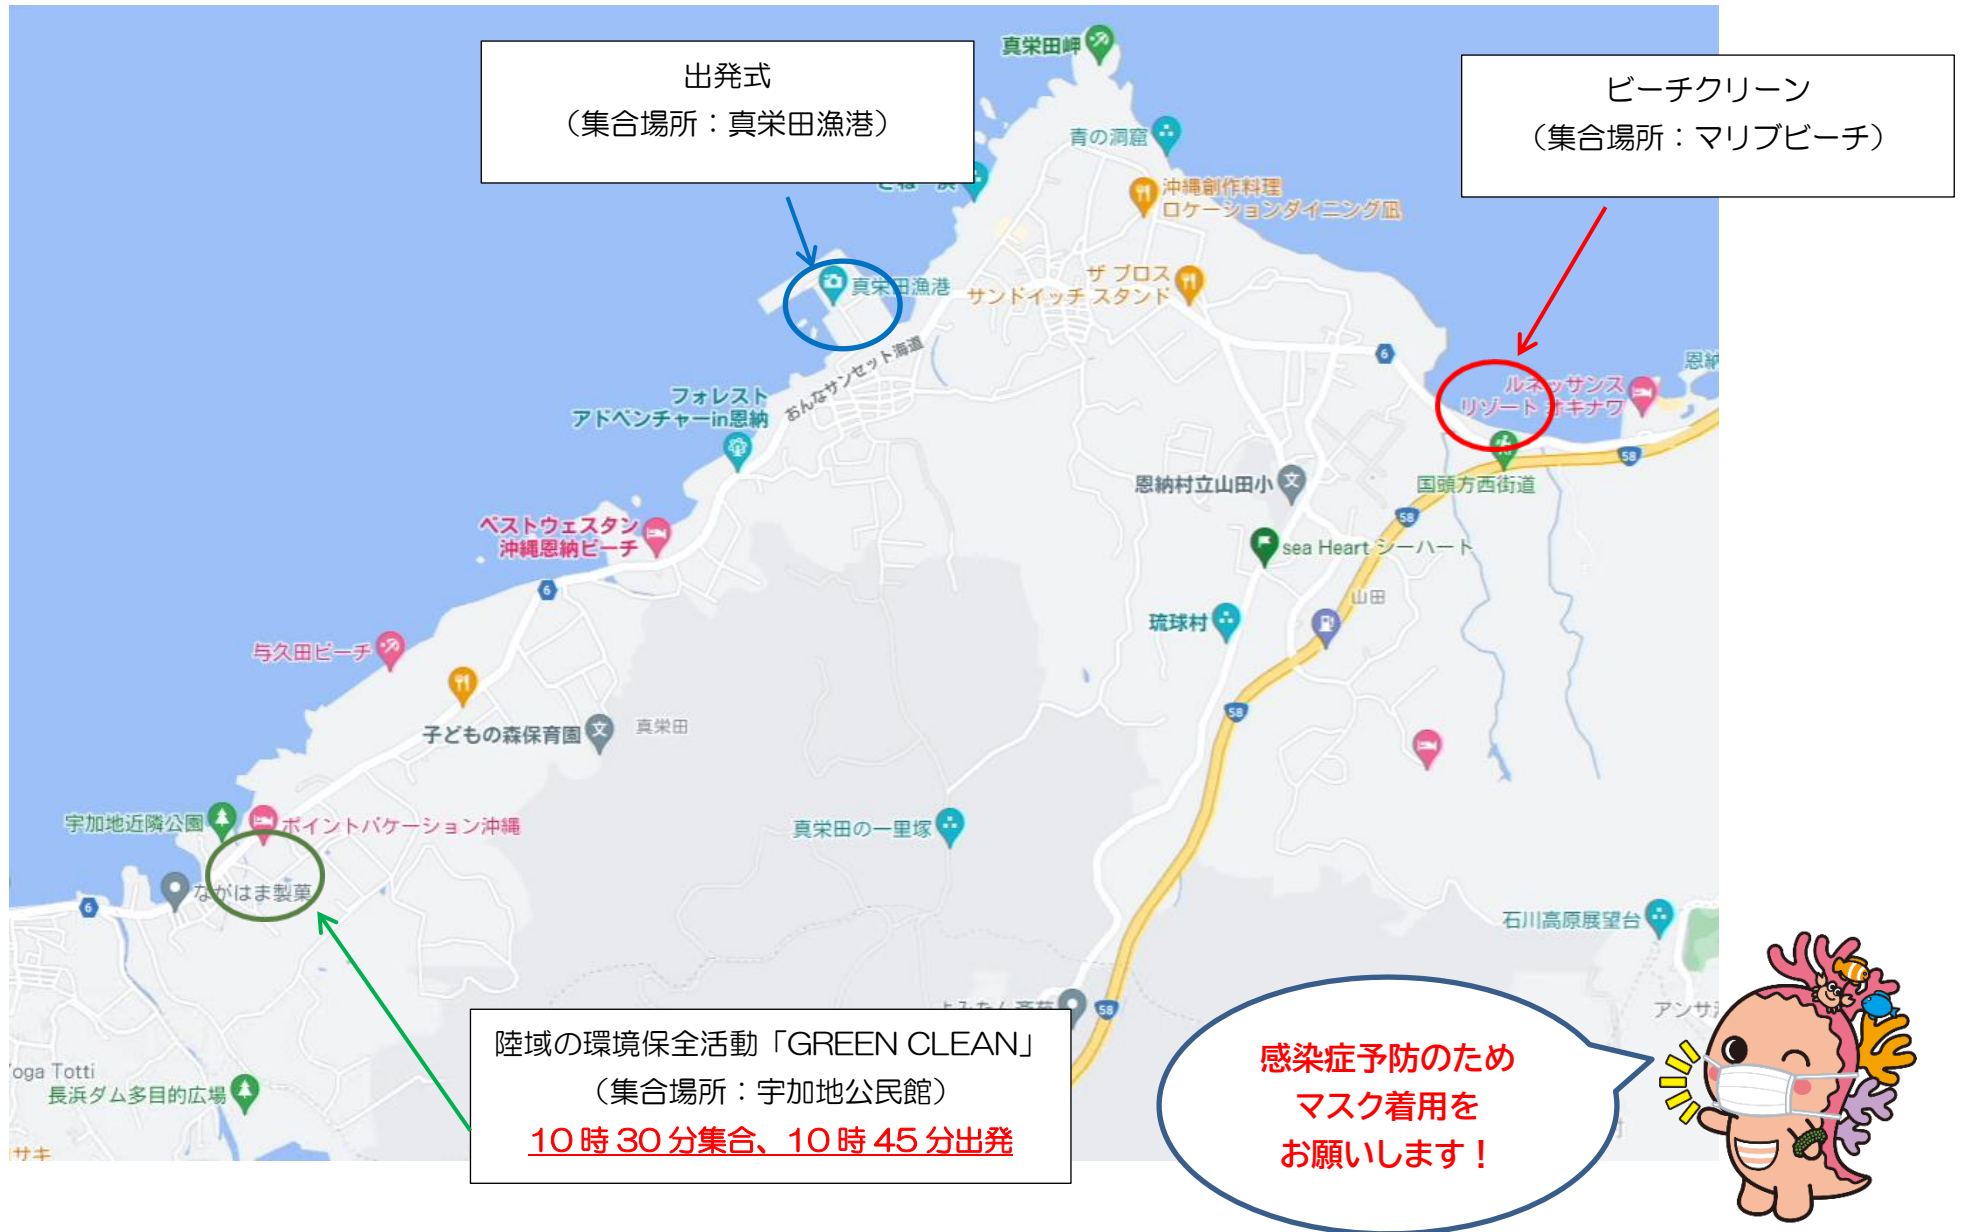 真栄田岬
出発式
（集合場所：真栄田漁港）
ビーチクリーン
（集合場所：マリブビーチ）
青の洞窟
沖縄創作料理
ロケーションダイニング凪
真栄田漁港
ザ ブロス
サンドイッチ スタンド
おんなサンセット海道
6
恩納
ルネッサンス
リゾート オキナワ
フォレスト
アドベンチャーin恩納
58
国頭方西街道
恩納村立山田小
58
ベストウェスタン
沖縄恩納ビーチ
sea Heart シーハート
6
山田
琉球村
与久田ビーチ
58
子どもの森保育園
真栄田
宇加地近隣公園
ポイントバケーション沖縄
真栄田の一里塚
ながはま製菓
6
石川高原展望台
58
アンサ
陸域の環境保全活動「GREEN CLEAN」
（集合場所：宇加地公民館）
10時30分集合、10時45分出発
感染症予防のため
マスク着用を
お願いします！
oga Totti
長浜ダム多目的広場
サキ